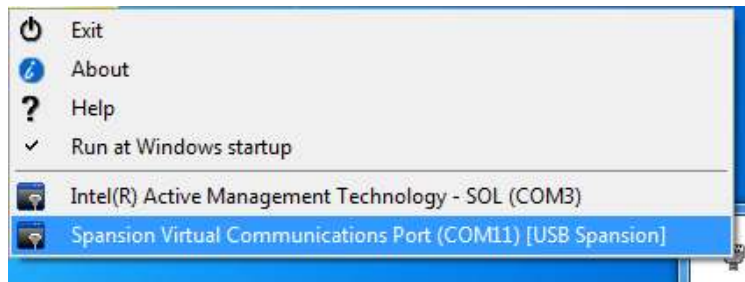 Exit
About
Help
Run at Windows startup
Intel(R) Active Management Technology - SOL (COM3)
Spansion Virtual Communications Port (COM11) [USB Spansion]